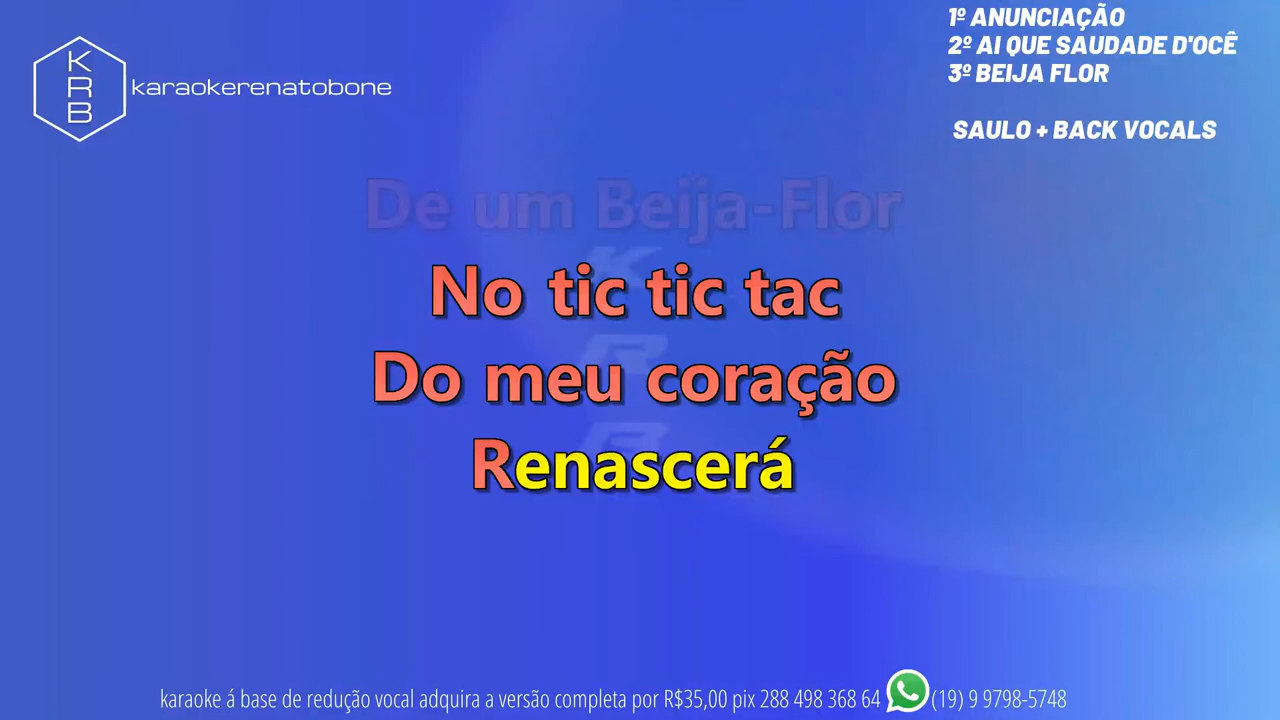 1º ANUNCIAÇÃO
2º AI QUE SAUDADE D'OCÊ
3º BEIJA FLOR
SAULO + BACK VOCALS
K
R
B
karaokerenatobone
De um Beija-Flor
K
R
B
No tic tic tac
Do meu coração
Renascerá
karaoke á base de redução vocal adquira a versão completa por R$35,00 pix 288 498 368 64 (19) 9 9798-5748